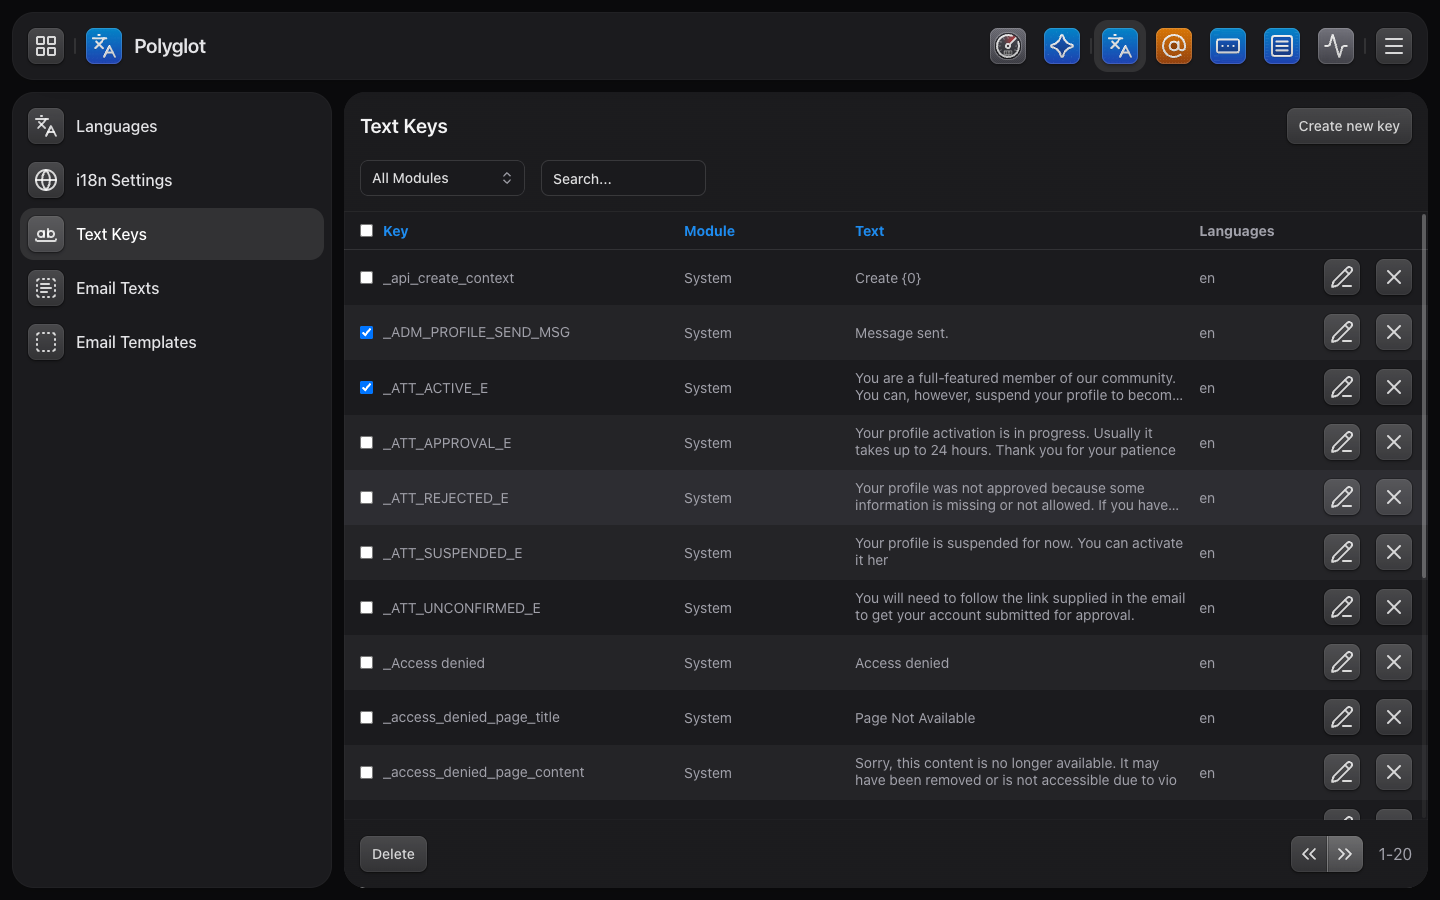 Polyglot
Languages
i18n Settings
Text Keys
Email Texts
Email Templates
Text Keys
Create new key
All Modules
Search...
Key Module Text Languages
_api_create_context System Create {0} en
_ADM_PROFILE_SEND_MSG System Message sent. en
_ATT_ACTIVE_E System You are a full-featured member of our community. en
You can, however, suspend your profile to becom...
_ATT_APPROVAL_E System Your profile activation is in progress. Usually it en
takes up to 24 hours. Thank you for your patience
_ATT_REJECTED_E System Your profile was not approved because some en
information is missing or not allowed. If you have...
_ATT_SUSPENDED_E System Your profile is suspended for now. You can activate en
it her
_ATT_UNCONFIRMED_E System You will need to follow the link supplied in the email en
to get your account submitted for approval.
_Access denied System Access denied en
_access_denied_page_title System Page Not Available en
_access_denied_page_content System Sorry, this content is no longer available. It may en
have been removed or is not accessible due to vio
Delete
1-20